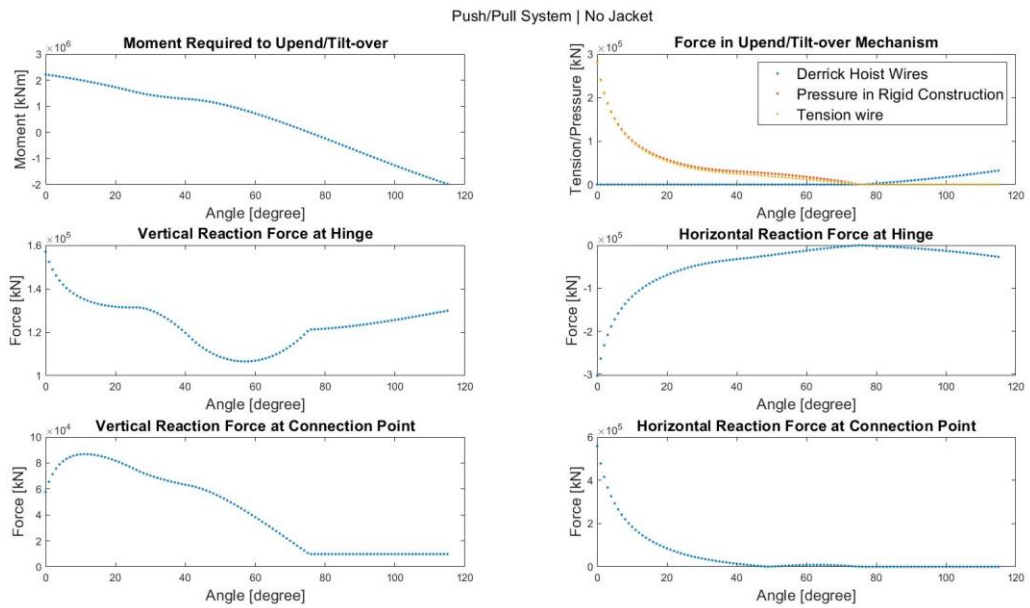 Push/Pull System | No Jacket
Moment Required to Upend/Tilt-over
×10⁶
Moment [kNm]
3
2
1
0
-1
-2
0 20 40 60 80 100 120
Angle [degree]
Force in Upend/Tilt-over Mechanism
×10⁵
Tension/Pressure [kN]
3
2
1
0
Derrick Hoist Wires
Pressure in Rigid Construction
Tension wire
0 20 40 60 80 100 120
Angle [degree]
Vertical Reaction Force at Hinge
×10⁵
Force [kN]
1.6
1.4
1.2
1
0 20 40 60 80 100 120
Angle [degree]
Horizontal Reaction Force at Hinge
×10⁵
Force [kN]
0
-1
-2
-3
0 20 40 60 80 100 120
Angle [degree]
Vertical Reaction Force at Connection Point
×10⁴
Force [kN]
10
8
6
4
2
0
0 20 40 60 80 100 120
Angle [degree]
Horizontal Reaction Force at Connection Point
×10⁵
Force [kN]
6
4
2
0
0 20 40 60 80 100 120
Angle [degree]